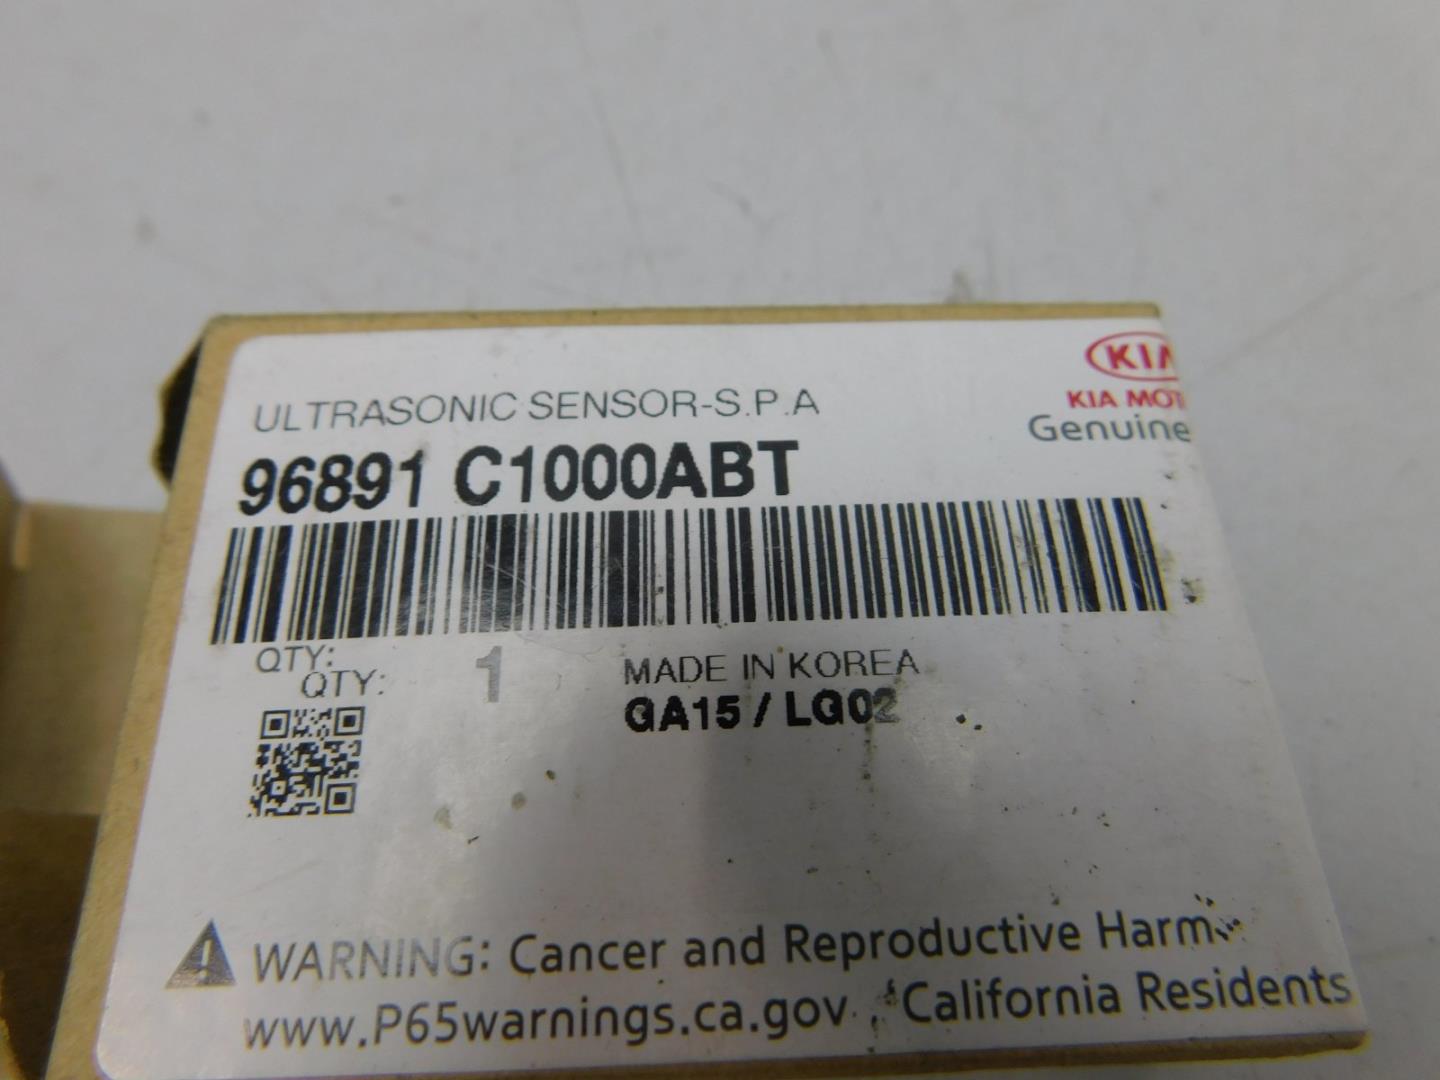 KIA
KIA MOT
Genuine
ULTRASONIC SENSOR-S.P.A
96891 C1000ABT
QTY:
QTY: 1
MADE IN KOREA
GA15 / LG02
WARNING: Cancer and Reproductive Harm
www.P65warnings.ca.gov California Residents